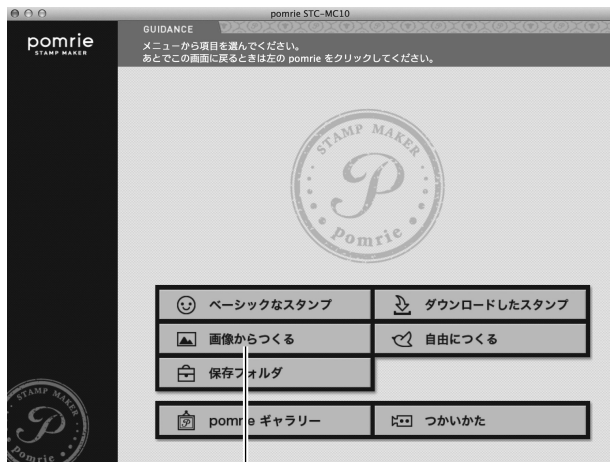 pomrie STC-MC10
pomrie
STAMP MAKER
GUIDANCE
メニューから項目を選んでください。
あとでこの画面に戻るときは左の pomrie をクリックしてください。
STAMP MAKER
P
pomrie
ベーシックなスタンプ
ダウンロードしたスタンプ
画像からつくる
自由につくる
保存フォルダ
pomrie ギャラリー
つかいかた
STAMP MAKER
P
pomrie